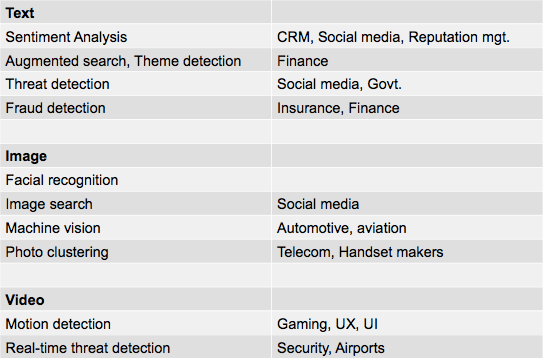 Text
Sentiment Analysis CRM, Social media, Reputation mgt.
Augmented search, Theme detection Finance
Threat detection Social media, Govt.
Fraud detection Insurance, Finance
Image
Facial recognition
Image search Social media
Machine vision Automotive, aviation
Photo clustering Telecom, Handset makers
Video
Motion detection Gaming, UX, UI
Real-time threat detection Security, Airports